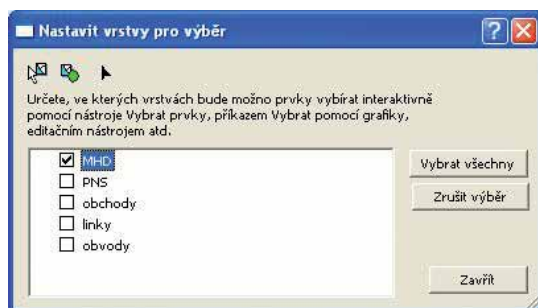 Nastavit vrstvy pro výběr
Určete, ve kterých vrstvách bude možno prvky vybírat interaktivně
pomocí nástroje Vybrat prvky, příkazem Vybrat pomocí grafiky,
editačním nástrojem atd.
MHD
PNS
obchody
linky
obvody
Vybrat všechny
Zrušit výběr
Zavřít